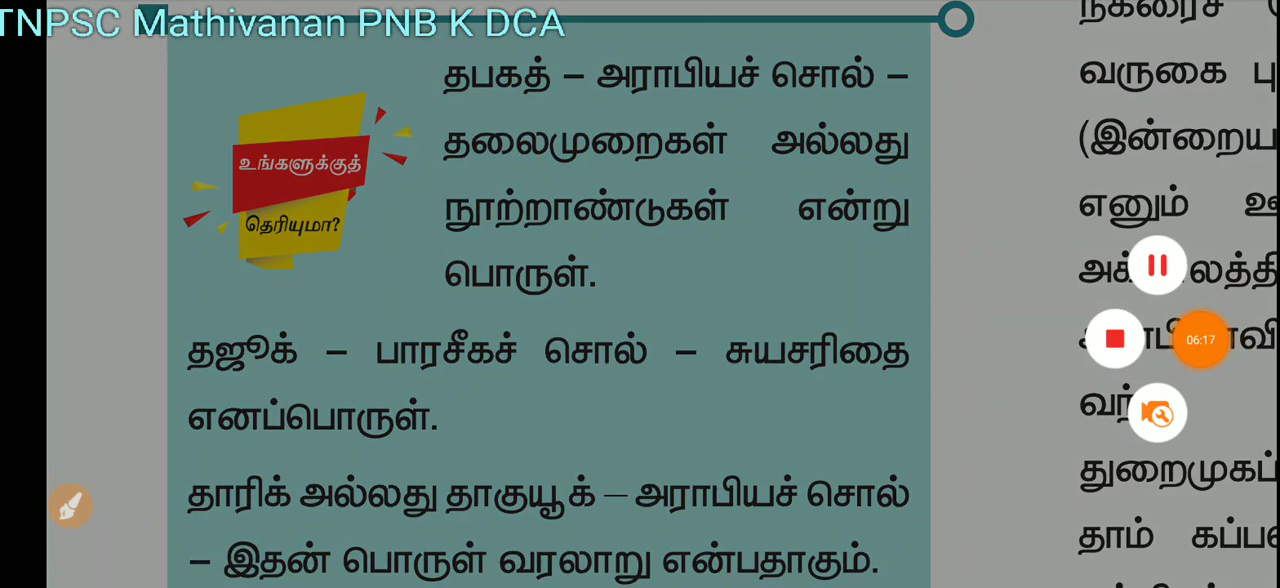 TNPSC Mathivanan PNB K DCA
உங்களுக்குத்
தெரியுமா?
தபகத் – அராபியச் சொல் –
தலைமுறைகள் அல்லது
நூற்றாண்டுகள் என்று
பொருள்.
தஜூக் – பாரசீகச் சொல் – சுயசரிதை
எனப்பொருள்.
தாரிக் அல்லது தாகுயூக் – அராபியச் சொல்
– இதன் பொருள் வரலாறு என்பதாகும்.
வருகை
(இன்றைய
எனும்
வர்
துறைமுகப்
தாம்
06:17